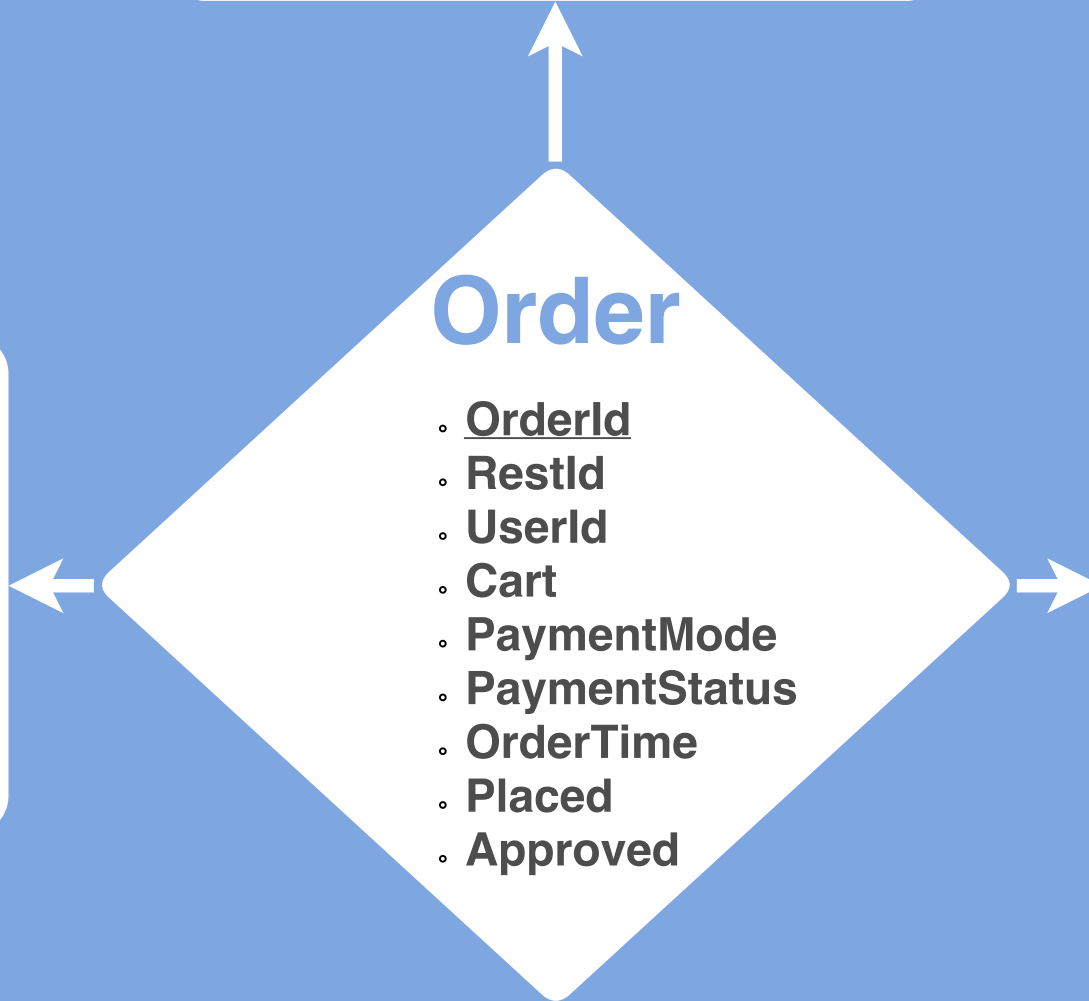 Order
OrderId
RestId
UserId
Cart
PaymentMode
PaymentStatus
OrderTime
Placed
Approved